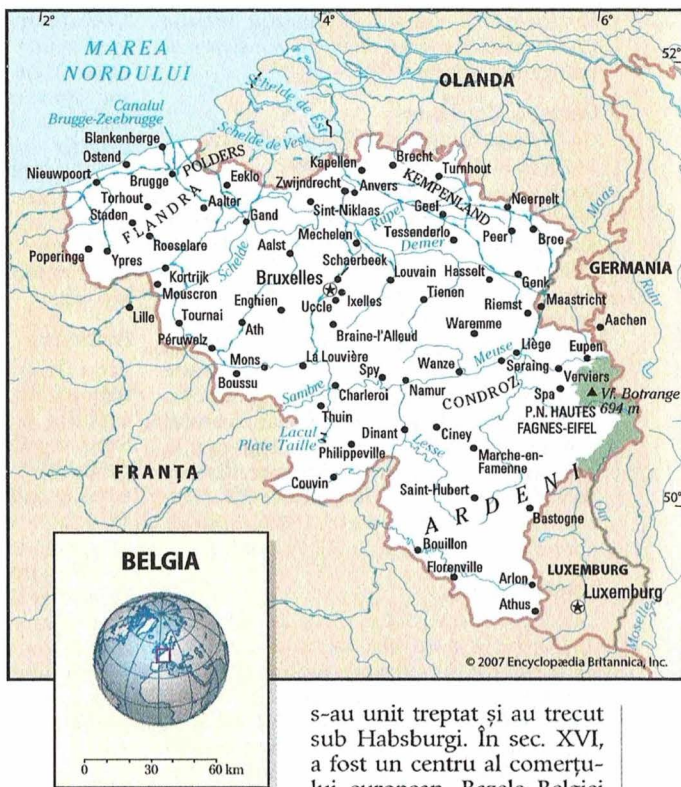 2°
4°
6°
MAREA
NORDULUI
OLANDA
52°
Canalul
Brugge-Zeebrugge
Schelde de Est
Schelde de Vest
Blankenberge
Ostend
POLDERS
Kapellen
Brecht
Turnhout
Nieuwpoort
Brugge
Eeklo
Zwijndrecht
Anvers
KEMPENLAND
Maas
Torhout
FLANDRA
Aalter
Gand
Sint-Niklaas
Rupel
Geel
Neerpelt
Staden
Mechelen
Tessenderlo
Peer
Broe
Roeselare
Schelde
Aalst
Schaerbeek
Demer
Poperinge
Ypres
Bruxelles
Louvain
Hasselt
Genk
GERMANIA
Kortrijk
Ruhr
Mouscron
Enghien
Uccle
Ixelles
Tienen
Riemst
Maastricht
Lille
Tournai
Ath
Braine-l'Alleud
Waremme
Aachen
Péruwelz
Mons
La Louvière
Wanze
Meuse
Liège
Eupen
Boussu
Spy
Seraing
Verviers
Sambre
Charleroi
Namur
CONDROZ
Spa
Vf. Botrange
694 m
Thuin
P.N. HAUTES
FAGNES-EIFEL
Lacul
Plate Taille
Dinant
Ciney
Philippeville
Lesse
Marche-en-
Famenne
FRANȚA
Couvin
Saint-Hubert
ARDENI
50°
Bastogne
Our
Bouillon
Florenville
LUXEMBURG
Arlon
Luxemburg
Athus
Moselle
© 2007 Encyclopædia Britannica, Inc.
BELGIA
0 30 60 km
s-au unit treptat și au trecut
sub Habsburgi. În sec. XVI,
a fost un centru al comerțu-
lui european. Bazele Belgiei